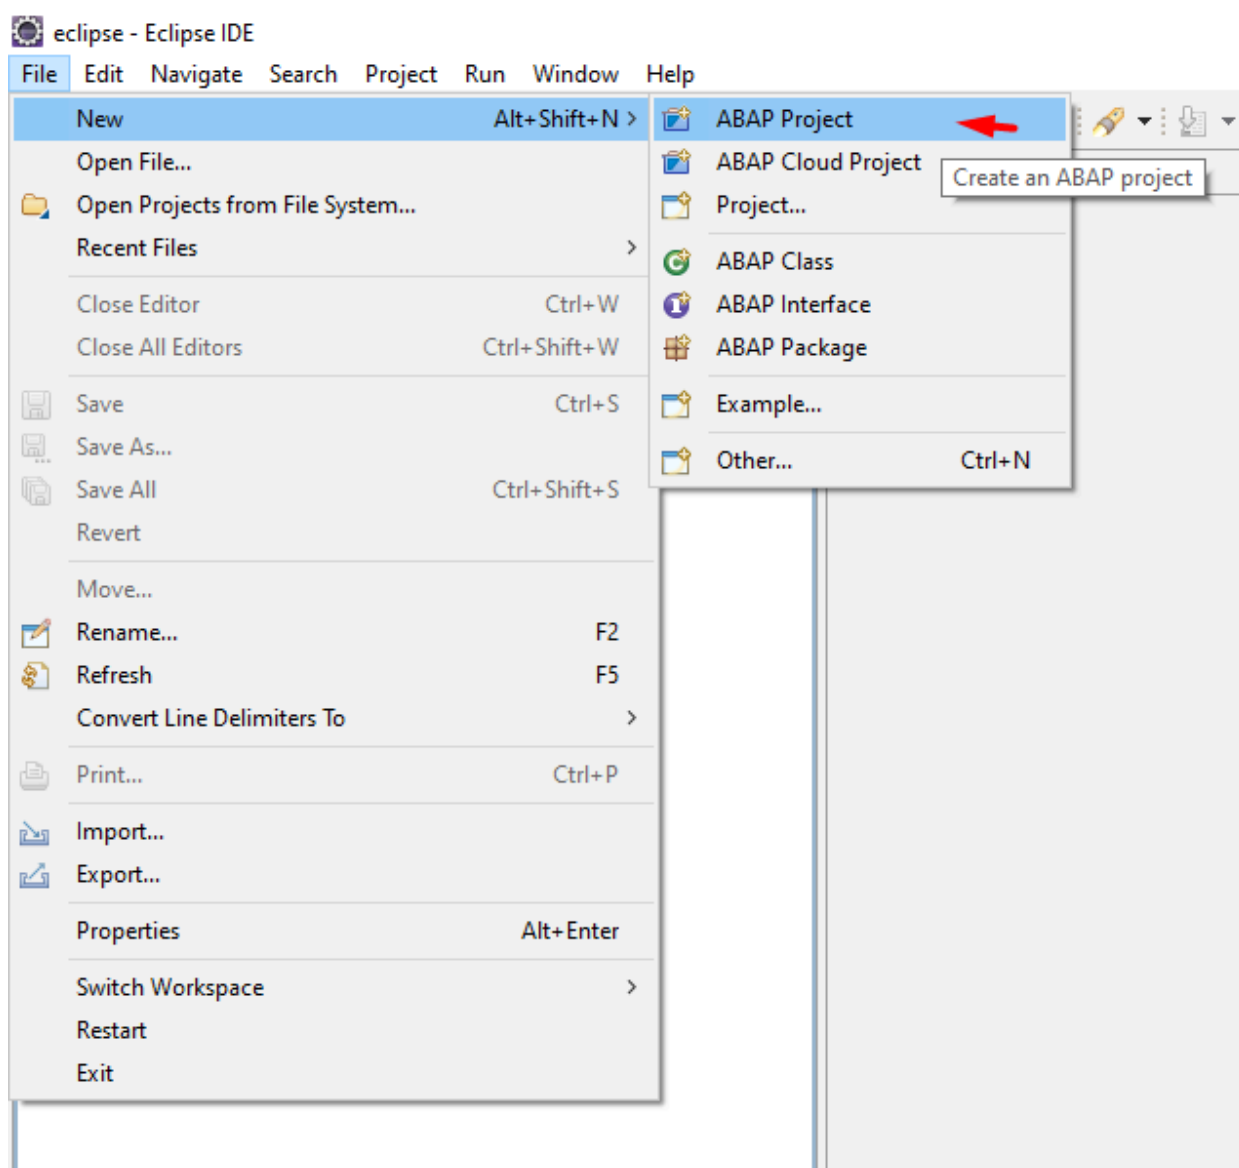 eclipse - Eclipse IDE
File Edit Navigate Search Project Run Window Help
New Alt+Shift+N >
Open File...
Open Projects from File System...
Recent Files >
Close Editor Ctrl+W
Close All Editors Ctrl+Shift+W
Save Ctrl+S
Save As...
Save All Ctrl+Shift+S
Revert
Move...
Rename... F2
Refresh F5
Convert Line Delimiters To >
Print... Ctrl+P
Import...
Export...
Properties Alt+Enter
Switch Workspace >
Restart
Exit
ABAP Project
ABAP Cloud Project
Create an ABAP project
Project...
ABAP Class
ABAP Interface
ABAP Package
Example...
Other... Ctrl+N